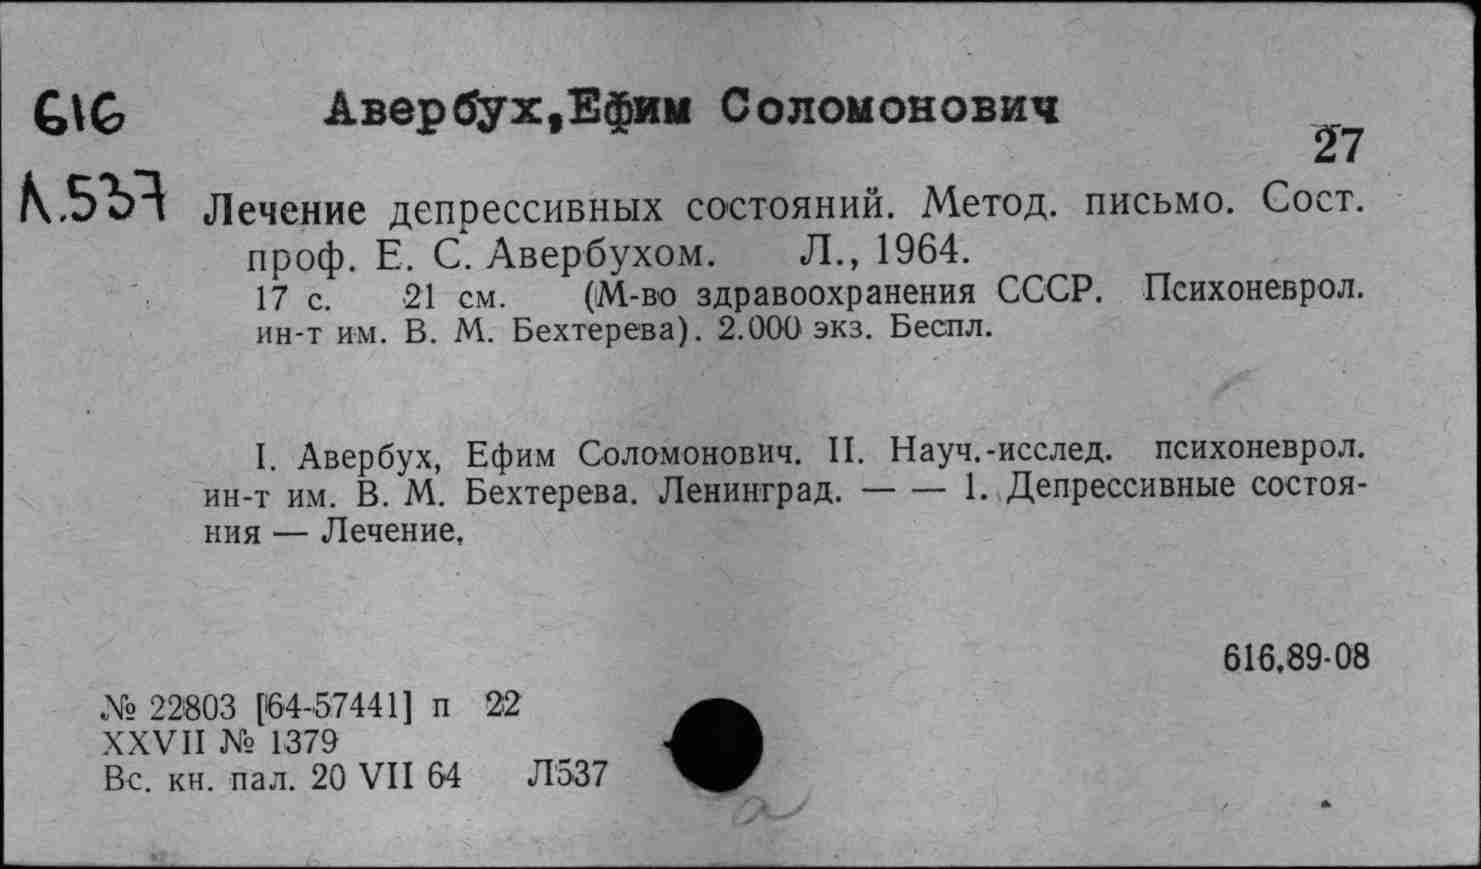 616
Авербух,Ефим Соломонович
27
Л.537
Лечение депрессивных состояний. Метод. письмо. Сост.
проф. Е. С. Авербухом. Л., 1964.
17 с. 21 см. (М-во здравоохранения СССР. Психоневрол.
ин-т им. В. М. Бехтерева). 2.000 экз. Беспл.
I. Авербух, Ефим Соломонович. II. Науч.-исслед. психоневрол.
ин-т им. В. М. Бехтерева. Ленинград. — — 1. Депрессивные состоя-
ния — Лечение.
616.89-08
№ 22803 [64-57441] п 22
XXVII № 1379
Вс. кн. пал. 20 VII 64 Л537